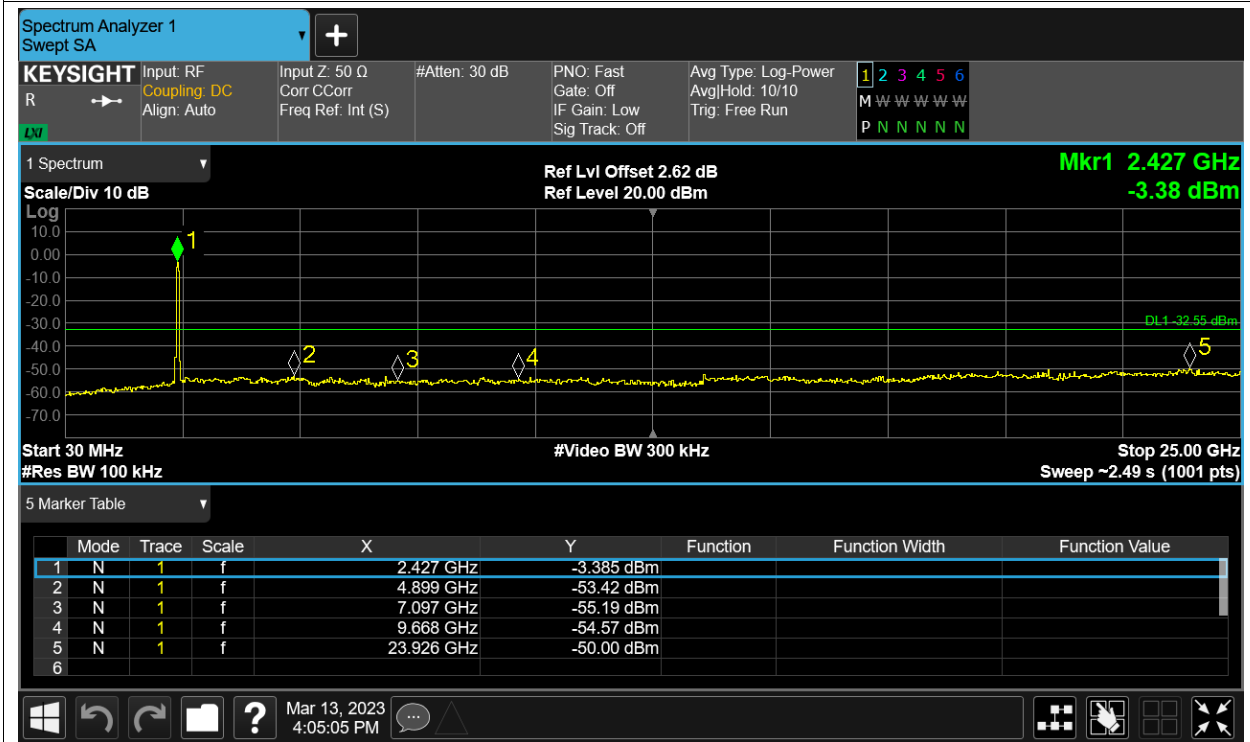 Spectrum Analyzer 1
Swept SA
+
KEYSIGHT
R
LXI
Input: RF
Coupling: DC
Align: Auto
Input Z: 50 Ω
Corr CCorr
Freq Ref: Int (S)
#Atten: 30 dB
PNO: Fast
Gate: Off
IF Gain: Low
Sig Track: Off
Avg Type: Log-Power
Avg|Hold: 10/10
Trig: Free Run
1 2 3 4 5 6
M W W W W W
P N N N N N
1 Spectrum
Scale/Div 10 dB
Ref Lvl Offset 2.62 dB
Ref Level 20.00 dBm
Mkr1 2.427 GHz
-3.38 dBm
Log
10.0
0.00
-10.0
-20.0
-30.0
-40.0
-50.0
-60.0
-70.0
1
2
3
4
5
DL1 -32.55 dBm
Start 30 MHz
#Res BW 100 kHz
#Video BW 300 kHz
Stop 25.00 GHz
Sweep ~2.49 s (1001 pts)
5 Marker Table
Mode Trace Scale X Y Function Function Width Function Value
1 N 1 f 2.427 GHz -3.385 dBm
2 N 1 f 4.899 GHz -53.42 dBm
3 N 1 f 7.097 GHz -55.19 dBm
4 N 1 f 9.668 GHz -54.57 dBm
5 N 1 f 23.926 GHz -50.00 dBm
6
?
Mar 13, 2023
4:05:05 PM